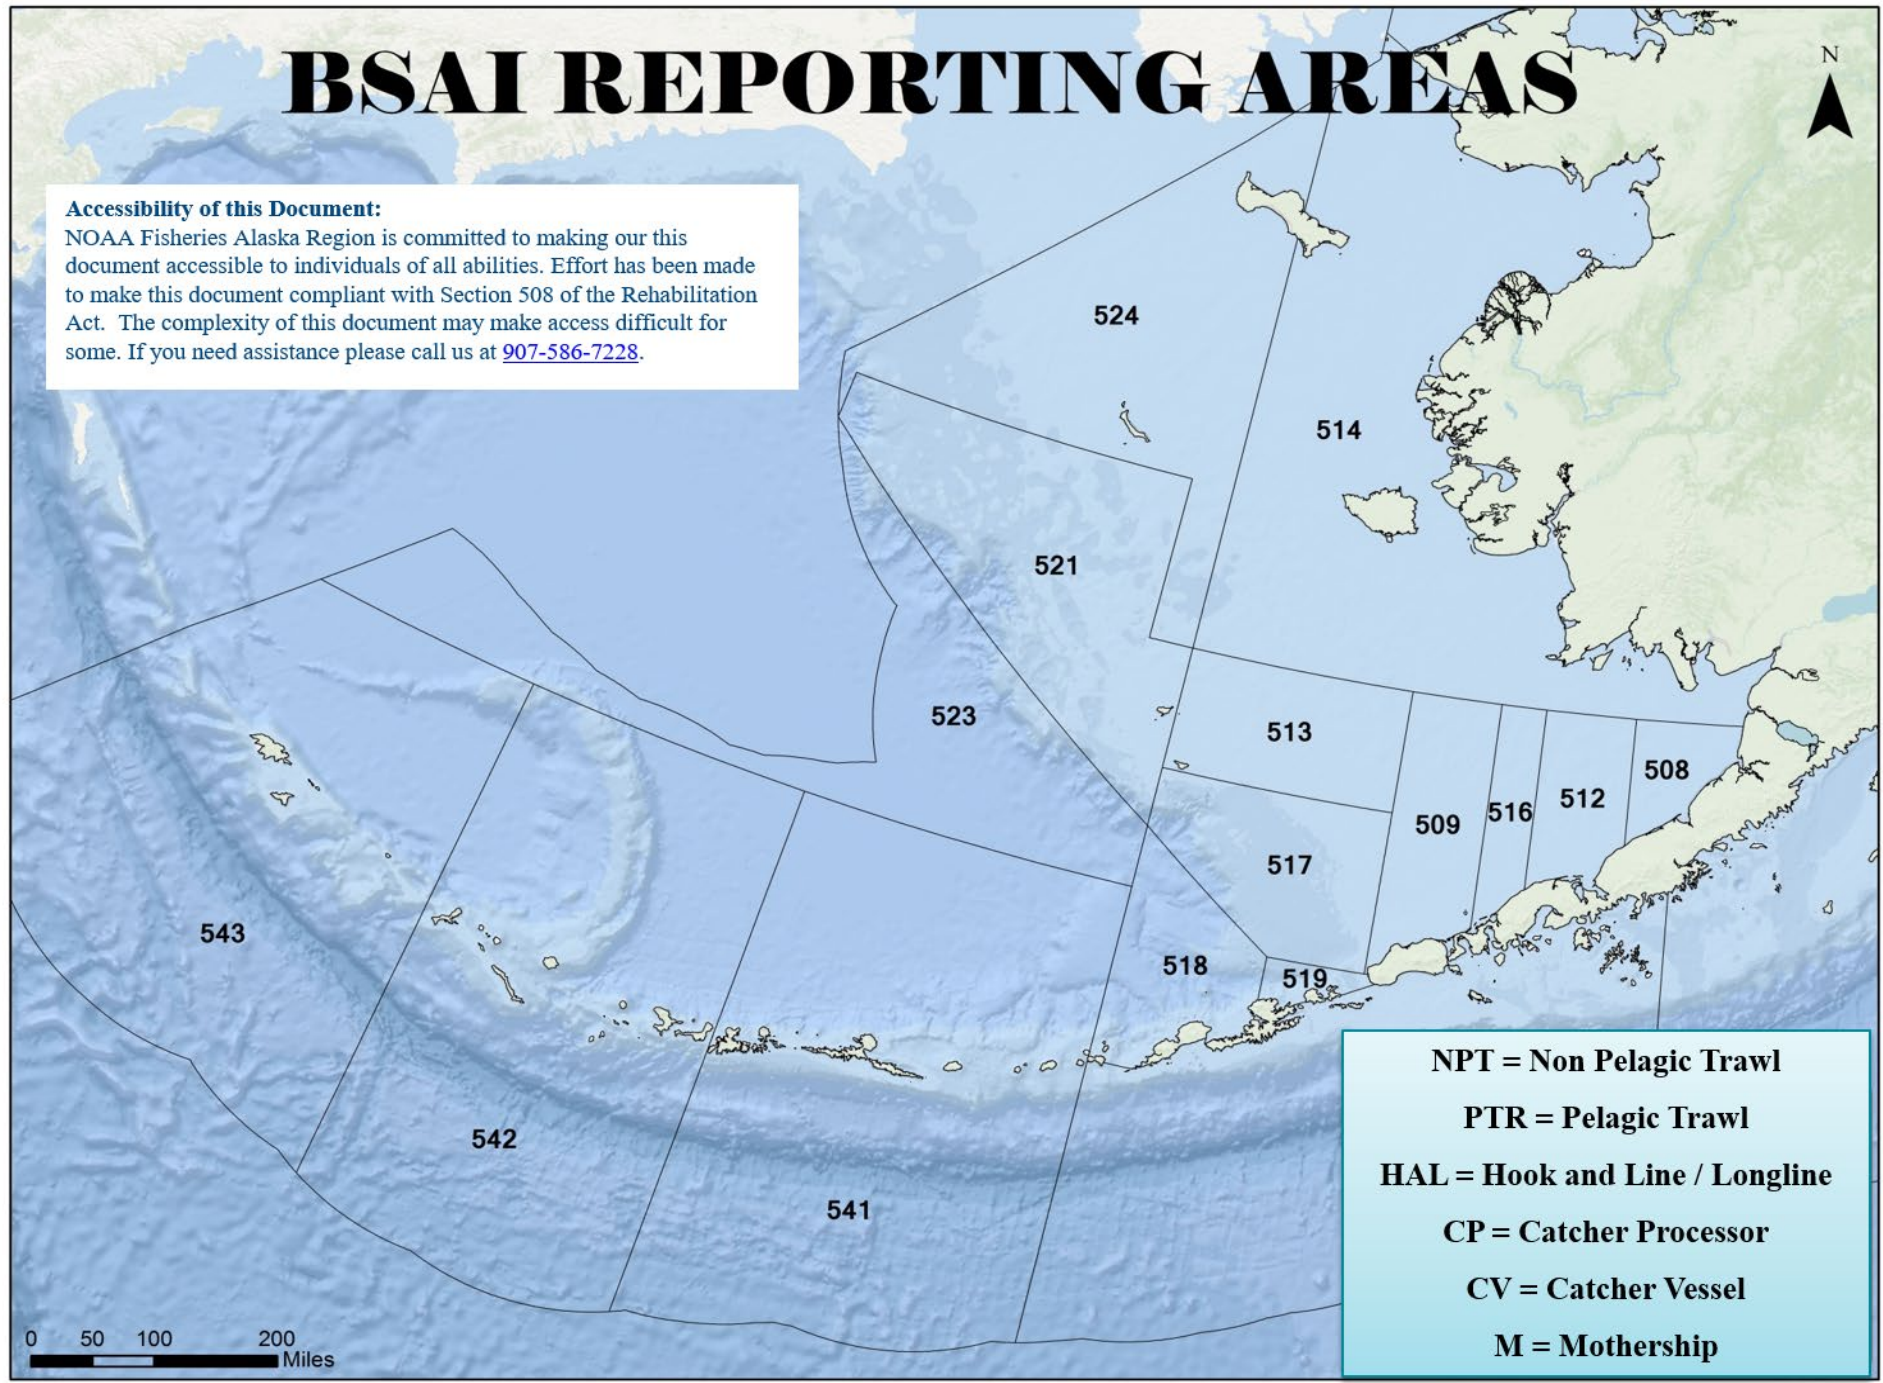 BSAI REPORTING AREAS
N
Accessibility of this Document:
NOAA Fisheries Alaska Region is committed to making our this
document accessible to individuals of all abilities. Effort has been made
to make this document compliant with Section 508 of the Rehabilitation
Act.  The complexity of this document may make access difficult for
some. If you need assistance please call us at 907-586-7228.
524
514
521
523
513
508
512
516
509
517
543
518
519
542
541
NPT = Non Pelagic Trawl
PTR = Pelagic Trawl
HAL = Hook and Line / Longline
CP = Catcher Processor
CV = Catcher Vessel
M = Mothership
0 50 100 200
Miles